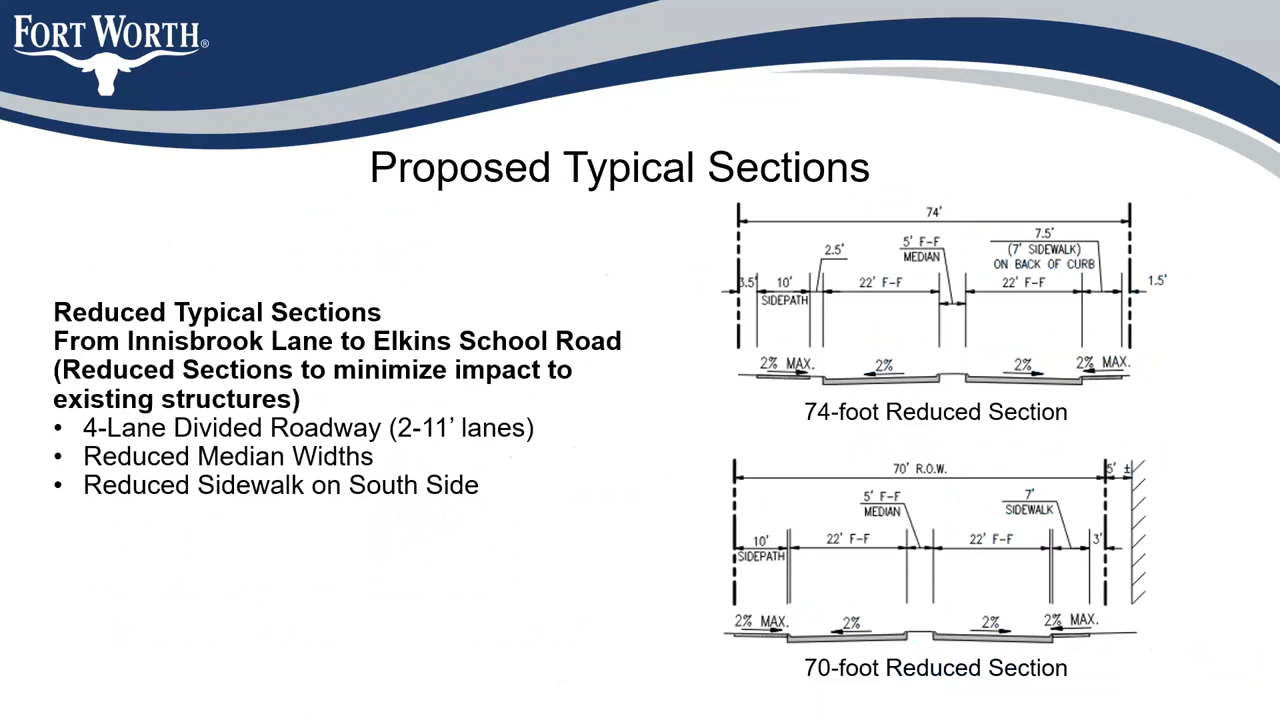 FORT WORTH®
Proposed Typical Sections
Reduced Typical Sections
From Innisbrook Lane to Elkins School Road
(Reduced Sections to minimize impact to
existing structures)
• 4-Lane Divided Roadway (2-11’ lanes)
• Reduced Median Widths
• Reduced Sidewalk on South Side
74'
2.5'
5' F-F
MEDIAN
7.5'
(7' SIDEWALK)
ON BACK OF CURB
3.5'
10'
SIDEPATH
22' F-F
22' F-F
1.5'
2% MAX.
2%
2%
2% MAX.
74-foot Reduced Section
70' R.O.W.
5' ±
5' F-F
MEDIAN
7'
SIDEWALK
10'
SIDEPATH
22' F-F
22' F-F
3'
2% MAX.
2%
2%
2% MAX.
70-foot Reduced Section